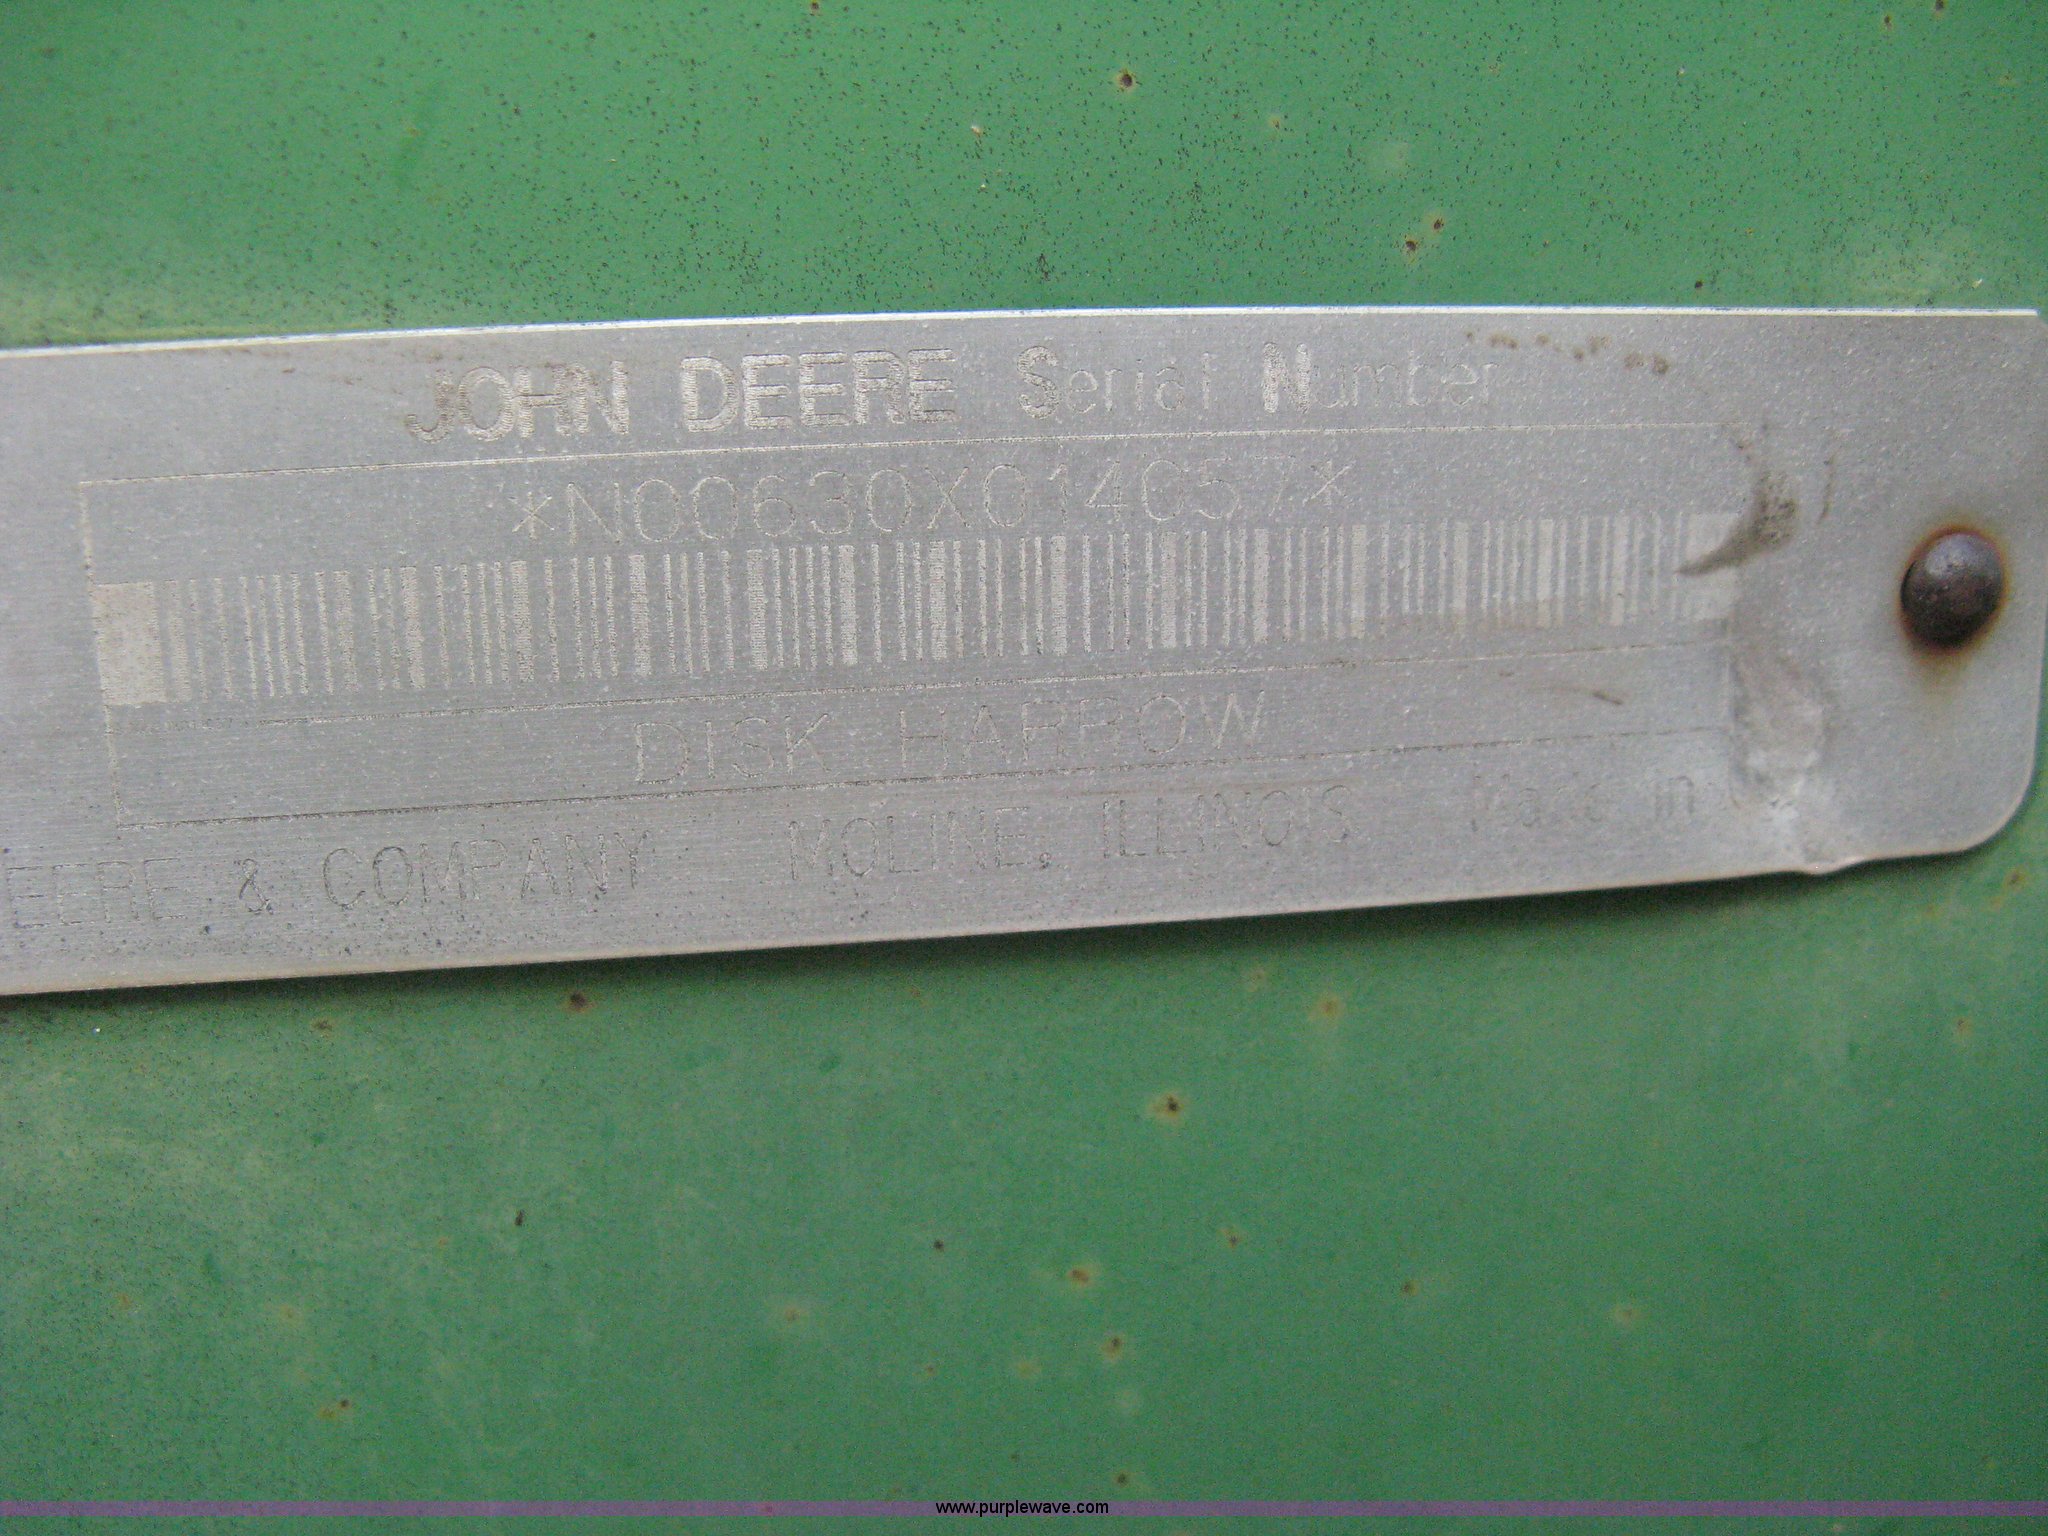 JOHN DEERE Serial Number
*N00630X014057*
DISK HARROW
EERE & COMPANY MOLINE, ILLINOIS Made in
www.purplewave.com